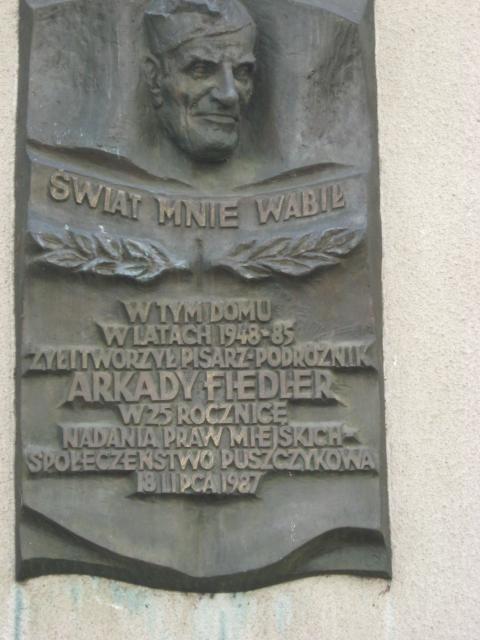 ŚWIAT MNIE WABIŁ
W TYM DOMU
W LATACH 1948-85
ŻYŁ I TWORZYŁ PISARZ-PODRÓŻNIK
ARKADY FIEDLER
W 25 ROCZNICE
NADANIA PRAW MIEJSKICH-
SPOŁECZEŃSTWO PUSZCZYKOWA
18 LIPCA 1987